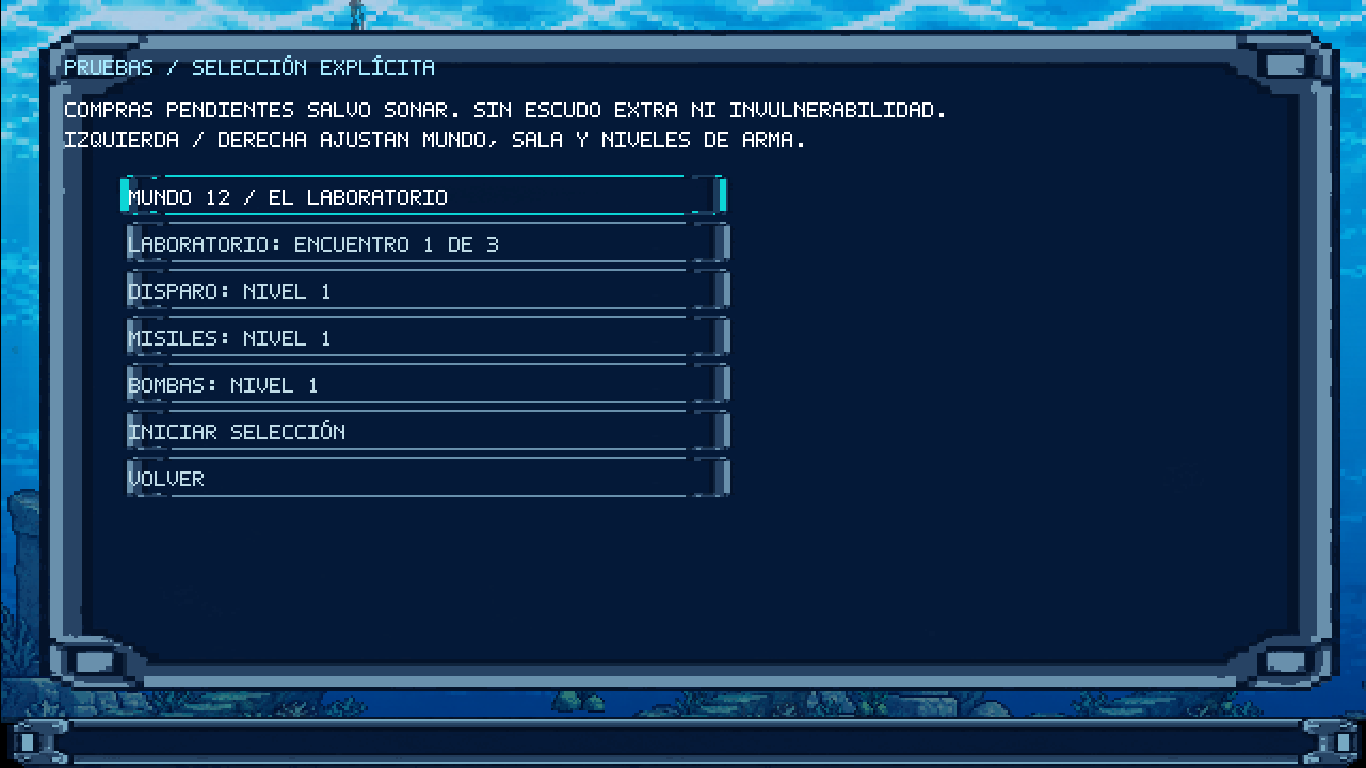 PRUEBAS / SELECCIÓN EXPLÍCITA
COMPRAS PENDIENTES SALVO SONAR. SIN ESCUDO EXTRA NI INVULNERABILIDAD.
IZQUIERDA / DERECHA AJUSTAN MUNDO, SALA Y NIVELES DE ARMA.
MUNDO 12 / EL LABORATORIO
LABORATORIO: ENCUENTRO 1 DE 3
DISPARO: NIVEL 1
MISILES: NIVEL 1
BOMBAS: NIVEL 1
INICIAR SELECCIÓN
VOLVER